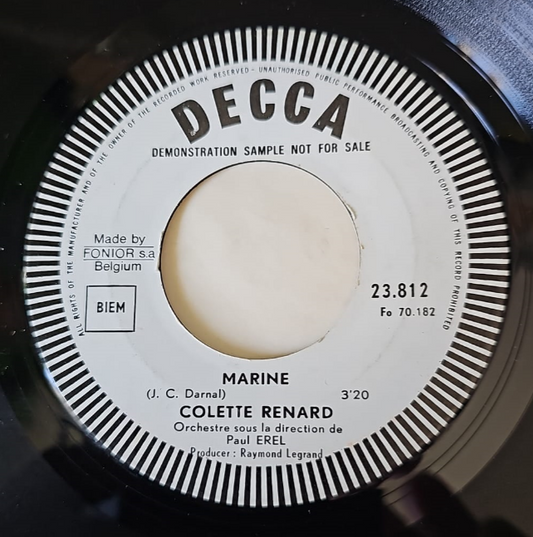 ALL RIGHTS OF THE MANUFACTURER AND OF THE OWNER OF THE RECORDED WORK RESERVED - UNAUTHORISED PUBLIC PERFORMANCE BROADCASTING AND COPYING OF THIS RECORD PROHIBITED
DECCA
DEMONSTRATION SAMPLE NOT FOR SALE
Made by
FONIOR s.a
Belgium
BIEM
23.812
Fo 70.182
MARINE
(J. C. Darnal) 3'20
COLETTE RENARD
Orchestre sous la direction de
Paul EREL
Producer : Raymond Legrand